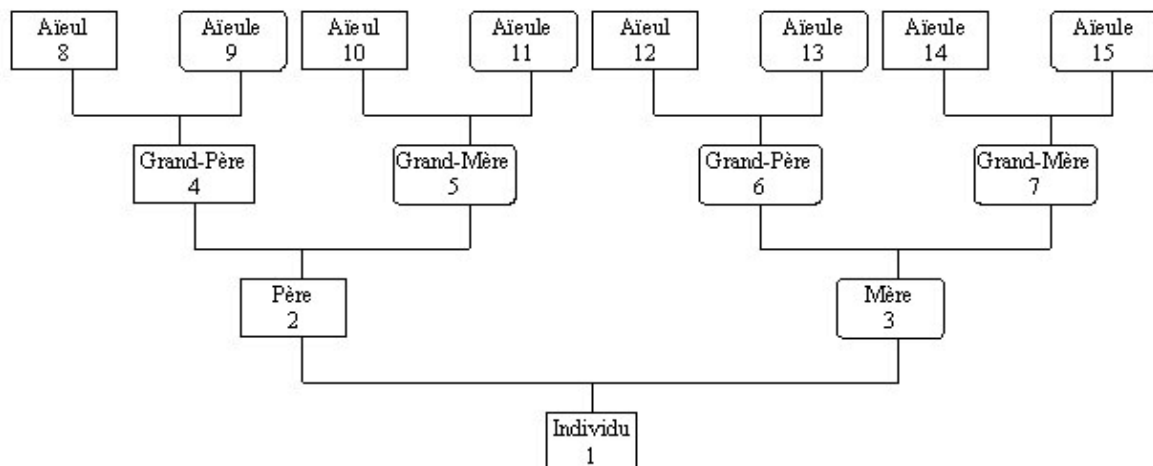 Aïeul
8
Aïeule
9
Aïeul
10
Aïeule
11
Aïeul
12
Aïeule
13
Aïeule
14
Aïeule
15
Grand-Père
4
Grand-Mère
5
Grand-Père
6
Grand-Mère
7
Père
2
Mère
3
Individu
1